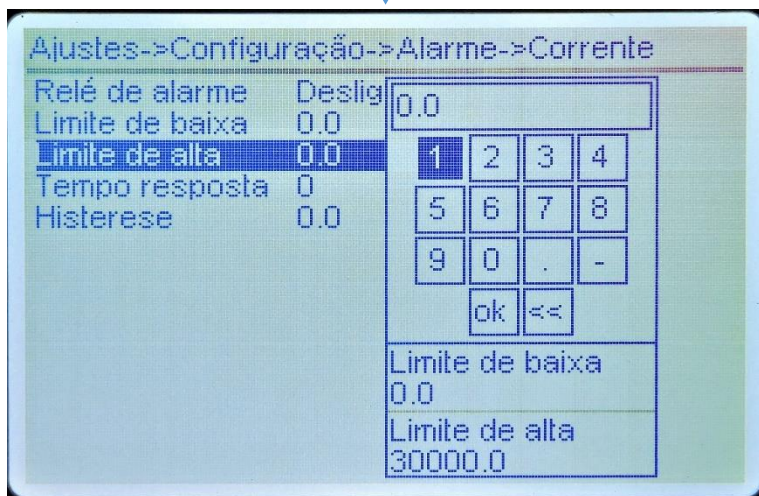 Ajustes->Configuração->Alarme->Corrente
Relé de alarme Deslig
Limite de baixa 0.0
Limite de alta 0.0
Tempo resposta 0
Histerese 0.0
0.0
1 2 3 4
5 6 7 8
9 0 . -
ok <<
Limite de baixa
0.0
Limite de alta
30000.0